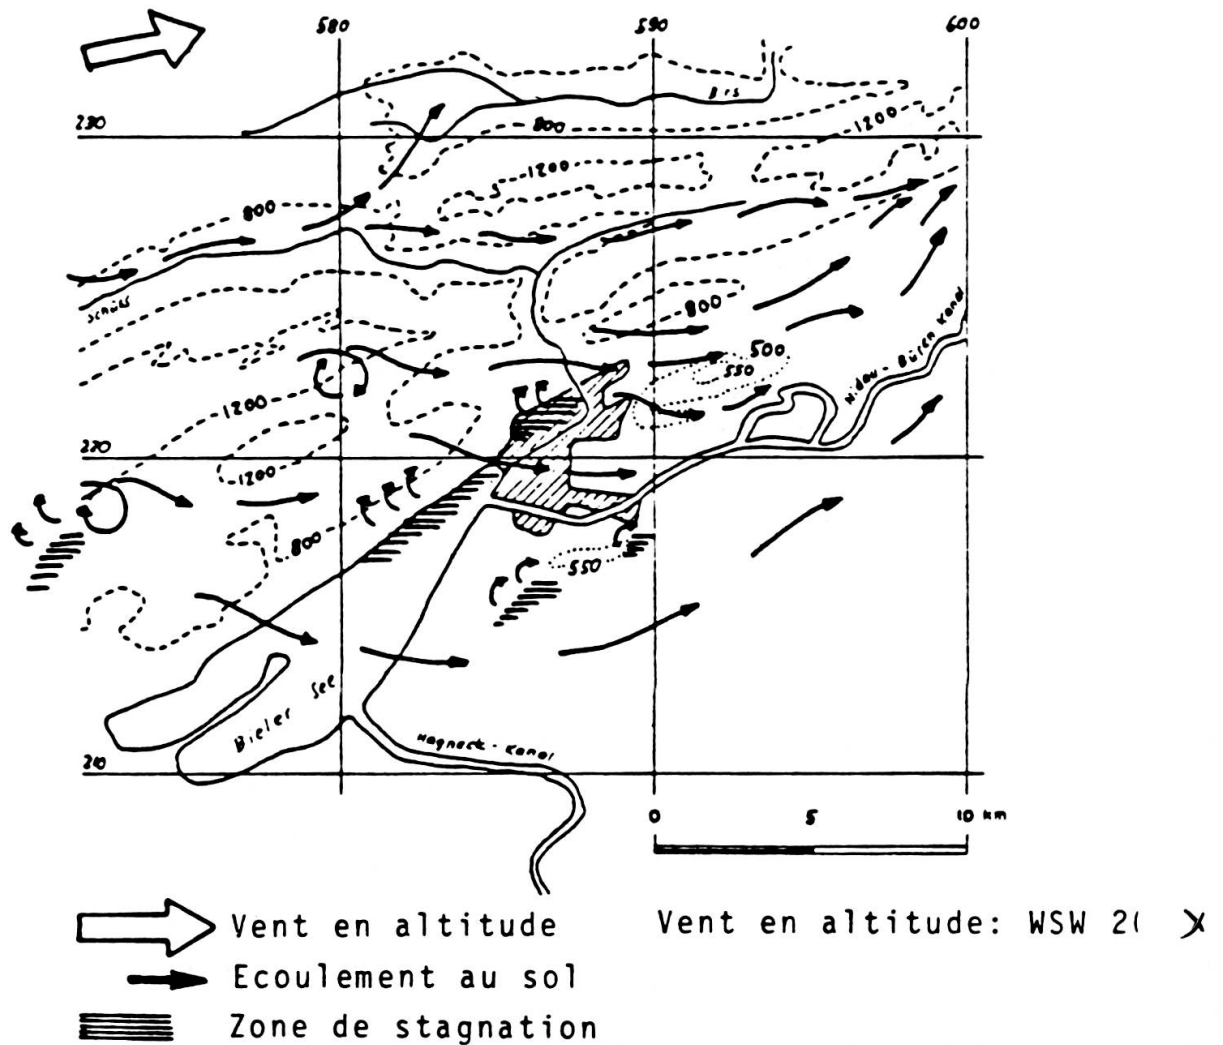 580
590
600
Birs
230
800
1200
1200
800
Schüss
800
500
550
Nidau-Büren Kanal
1200
220
1200
800
550
Bieler See
Hagneck-Kanal
210
0 5 10 km
Vent en altitude
Vent en altitude: WSW
Ecoulement au sol
Zone de stagnation